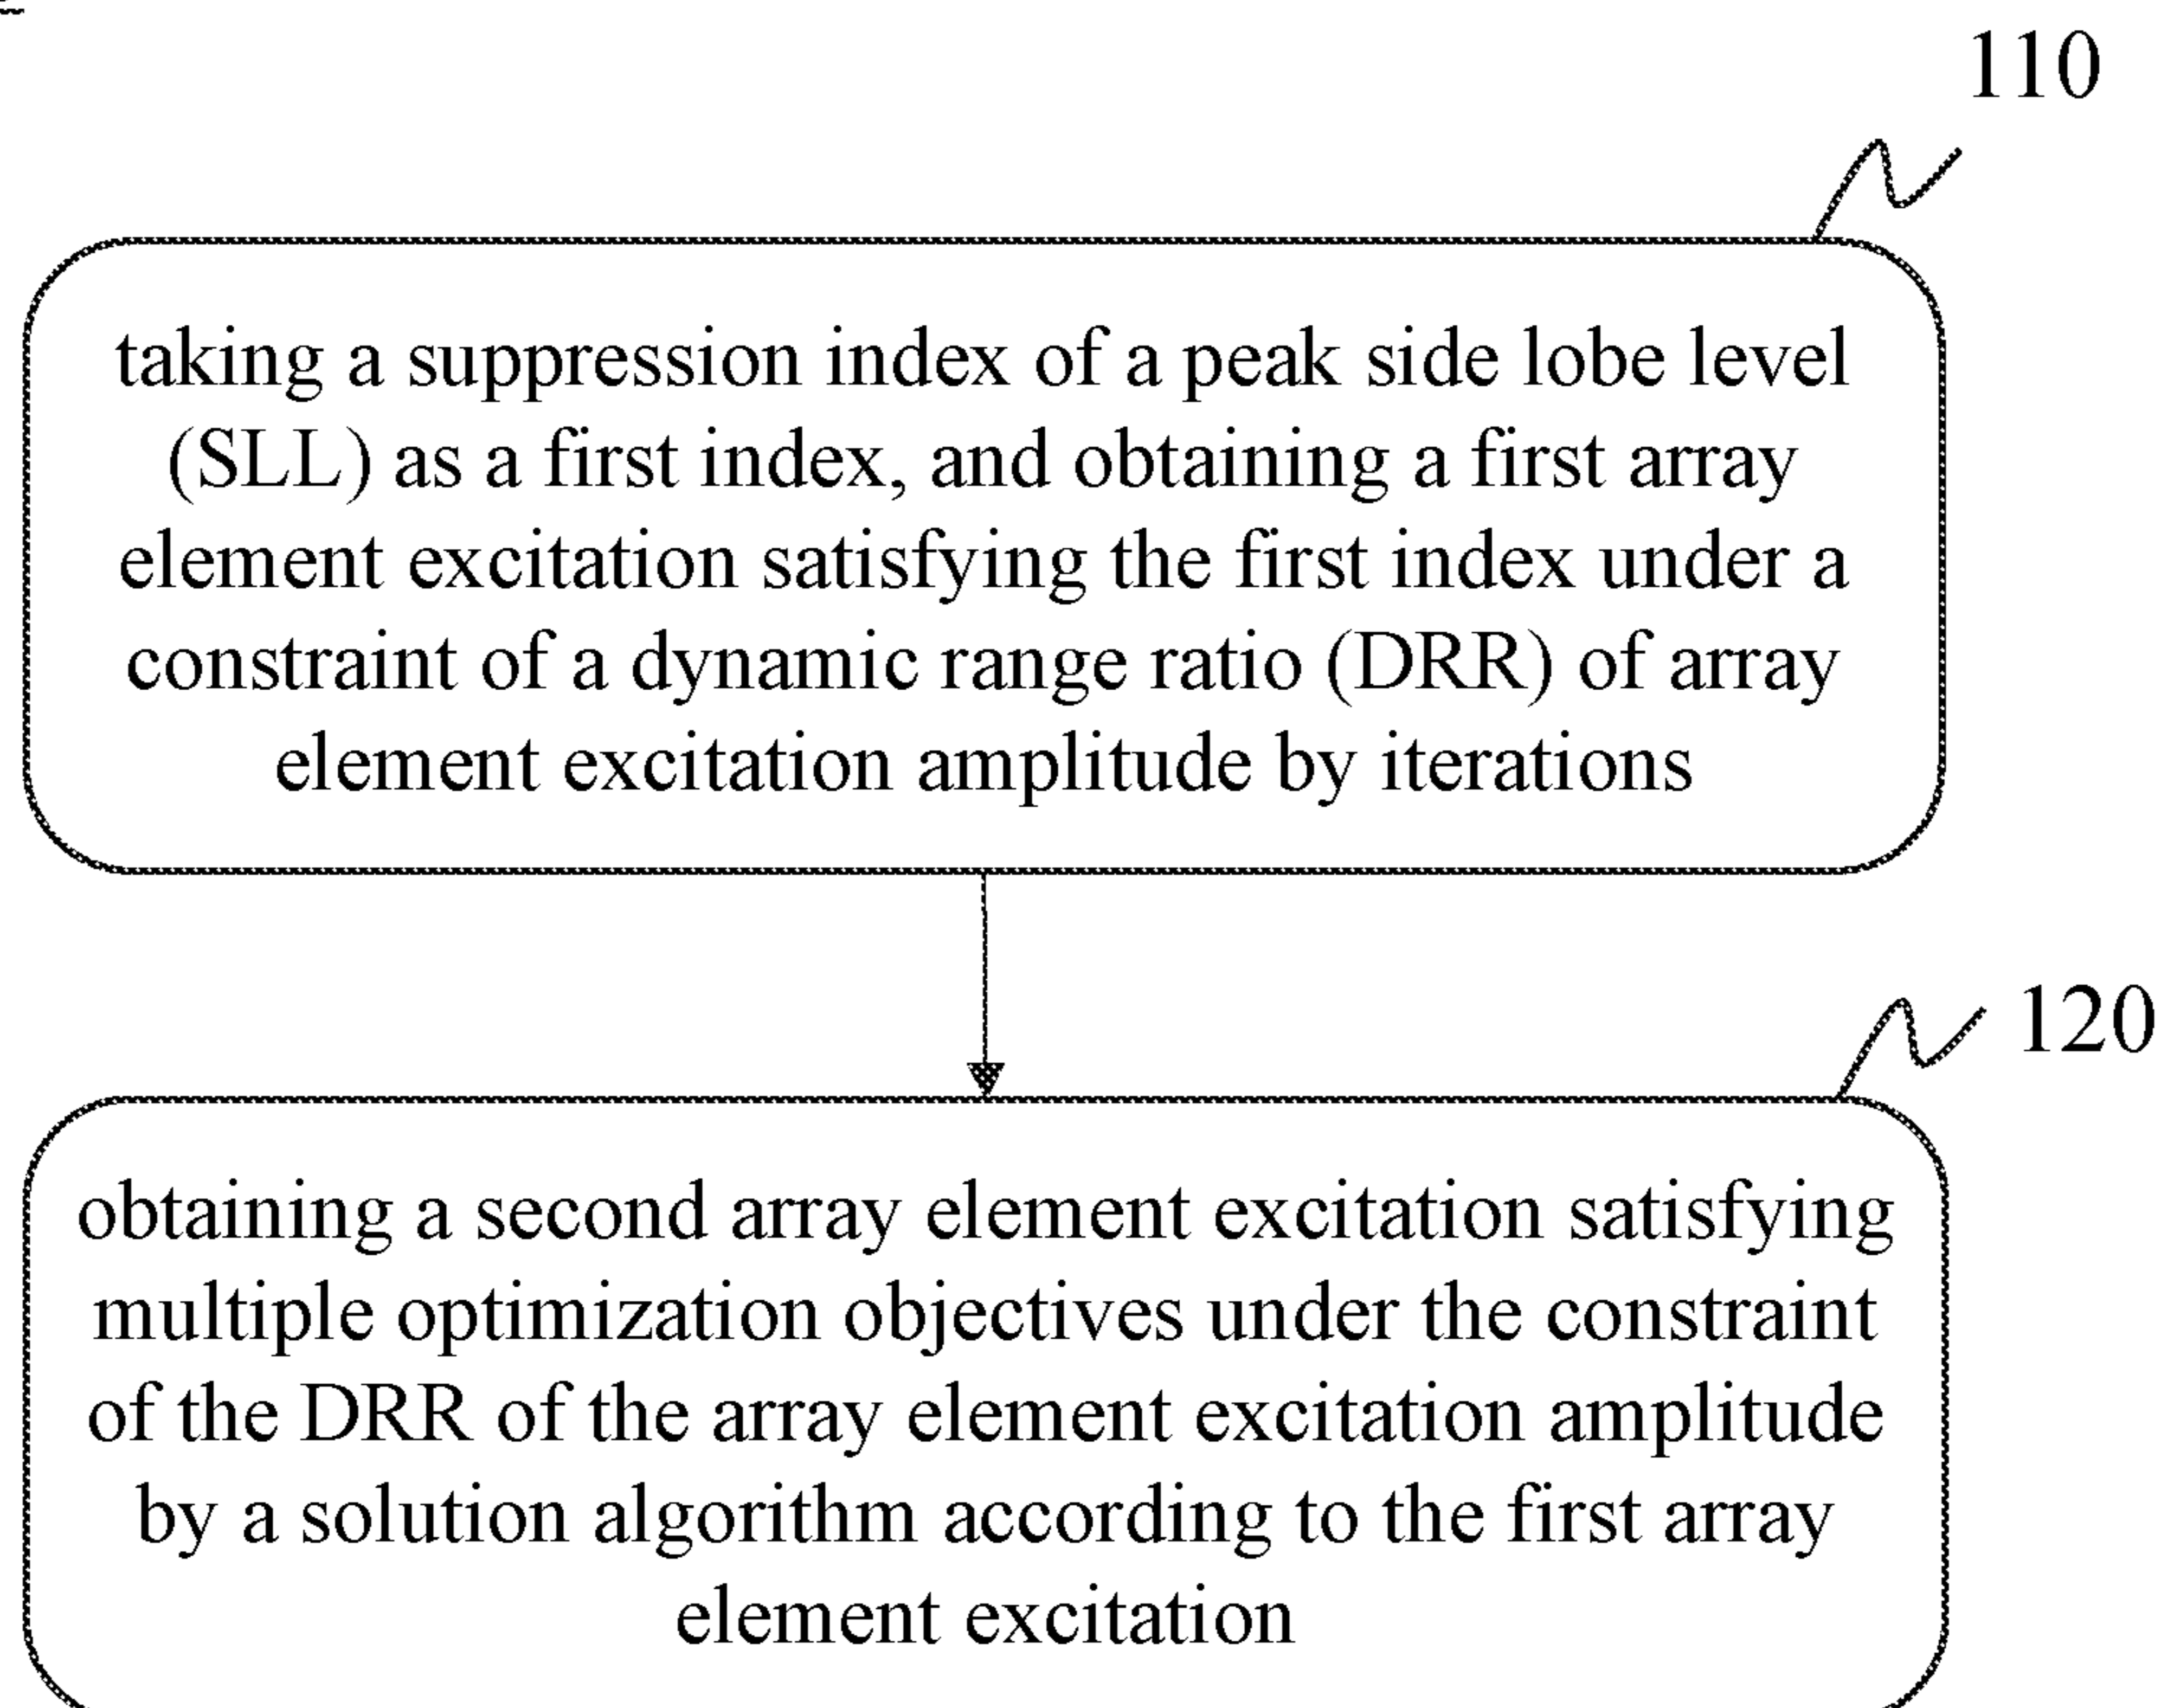 110
taking a suppression index of a peak side lobe level
(SLL) as a first index, and obtaining a first array
element excitation satisfying the first index under a
constraint of a dynamic range ratio (DRR) of array
element excitation amplitude by iterations
120
obtaining a second array element excitation satisfying
multiple optimization objectives under the constraint
of the DRR of the array element excitation amplitude
by a solution algorithm according to the first array
element excitation